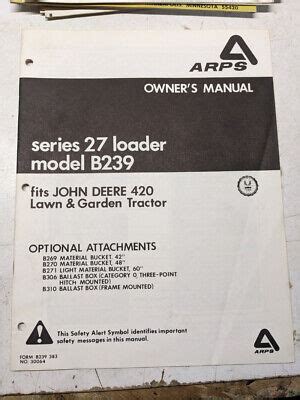 MINNESOTA 55420
ARPS
OWNER'S MANUAL
series 27 loader
model B239
fits JOHN DEERE 420
Lawn & Garden Tractor
OPTIONAL ATTACHMENTS
B269 MATERIAL BUCKET, 42"
B270 MATERIAL BUCKET, 48"
B271 LIGHT MATERIAL BUCKET, 60"
B306 BALLAST BOX (CATEGORY 0, THREE-POINT
HITCH MOUNTED)
B310 BALLAST BOX (FRAME MOUNTED)
This Safety Alert Symbol identifies important
safety messages in this manual.
FORM B239 383
NO. 30064
ARPS